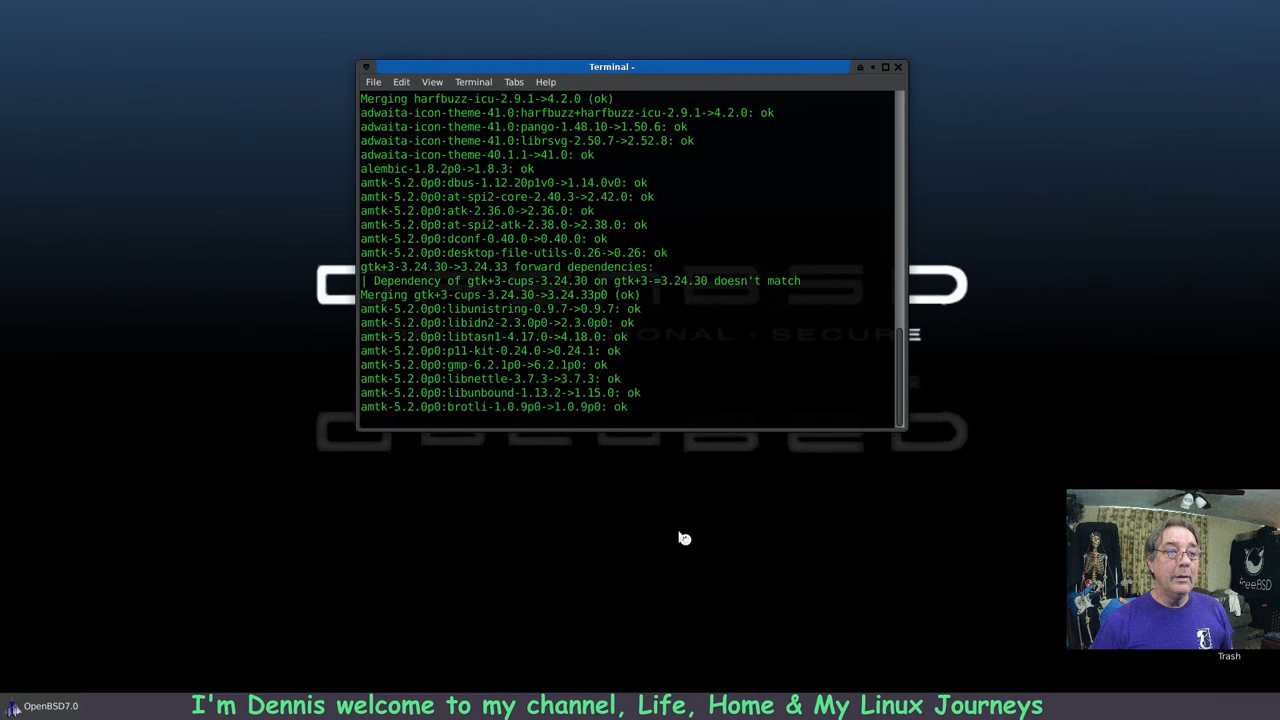 Terminal -
File Edit View Terminal Tabs Help
Merging harfbuzz-icu-2.9.1->4.2.0 (ok)
adwaita-icon-theme-41.0:harfbuzz+harfbuzz-icu-2.9.1->4.2.0: ok
adwaita-icon-theme-41.0:pango-1.48.10->1.50.6: ok
adwaita-icon-theme-41.0:librsvg-2.50.7->2.52.8: ok
adwaita-icon-theme-40.1.1->41.0: ok
alembic-1.8.2p0->1.8.3: ok
amtk-5.2.0p0:dbus-1.12.20p1v0->1.14.0v0: ok
amtk-5.2.0p0:at-spi2-core-2.40.3->2.42.0: ok
amtk-5.2.0p0:atk-2.36.0->2.36.0: ok
amtk-5.2.0p0:at-spi2-atk-2.38.0->2.38.0: ok
amtk-5.2.0p0:dconf-0.40.0->0.40.0: ok
amtk-5.2.0p0:desktop-file-utils-0.26->0.26: ok
gtk+3-3.24.30->3.24.33 forward dependencies:
| Dependency of gtk+3-cups-3.24.30 on gtk+3-=3.24.30 doesn't match
Merging gtk+3-cups-3.24.30->3.24.33p0 (ok)
amtk-5.2.0p0:libunistring-0.9.7->0.9.7: ok
amtk-5.2.0p0:libidn2-2.3.0p0->2.3.0p0: ok
amtk-5.2.0p0:libtasn1-4.17.0->4.18.0: ok
amtk-5.2.0p0:p11-kit-0.24.0->0.24.1: ok
amtk-5.2.0p0:gmp-6.2.1p0->6.2.1p0: ok
amtk-5.2.0p0:libnettle-3.7.3->3.7.3: ok
amtk-5.2.0p0:libunbound-1.13.2->1.15.0: ok
amtk-5.2.0p0:brotli-1.0.9p0->1.0.9p0: ok
freeBSD
Trash
OpenBSD7.0
I'm Dennis welcome to my channel, Life, Home & My Linux Journeys